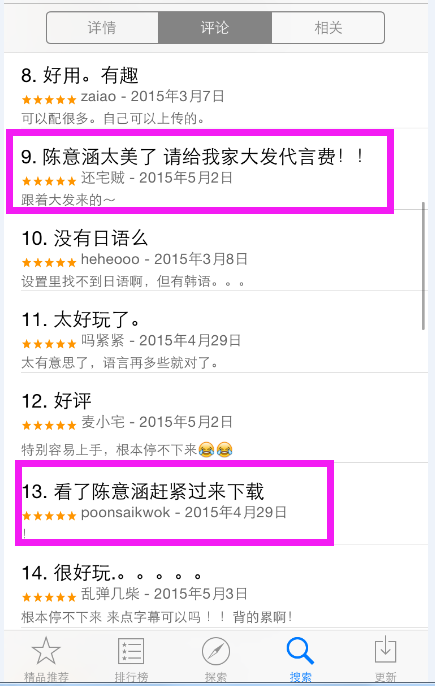 详情 评论 相关
8. 好用。有趣
★★★★★ zaiao - 2015年3月7日
可以配很多。自己可以上传的。
9. 陈意涵太美了 请给我家大发代言费！！
★★★★★ 还宅贼 - 2015年5月2日
跟着大发来的～
10. 没有日语么
★★★★★ heheooo - 2015年3月8日
设置里找不到日语啊，但有韩语。。。
11. 太好玩了。
★★★★★ 吗紧紧 - 2015年4月29日
太有意思了，语言再多些就对了。
12. 好评
★★★★★ 麦小宅 - 2015年5月2日
特别容易上手，根本停不下来😂😂
13. 看了陈意涵赶紧过来下载
★★★★★ poonsaikwok - 2015年4月29日
！
14. 很好玩.。。。。。
★★★★★ 乱弹几柴 - 2015年5月3日
根本停不下来 来点字幕可以吗！！背的累啊！
精品推荐 排行榜 探索 搜索 更新